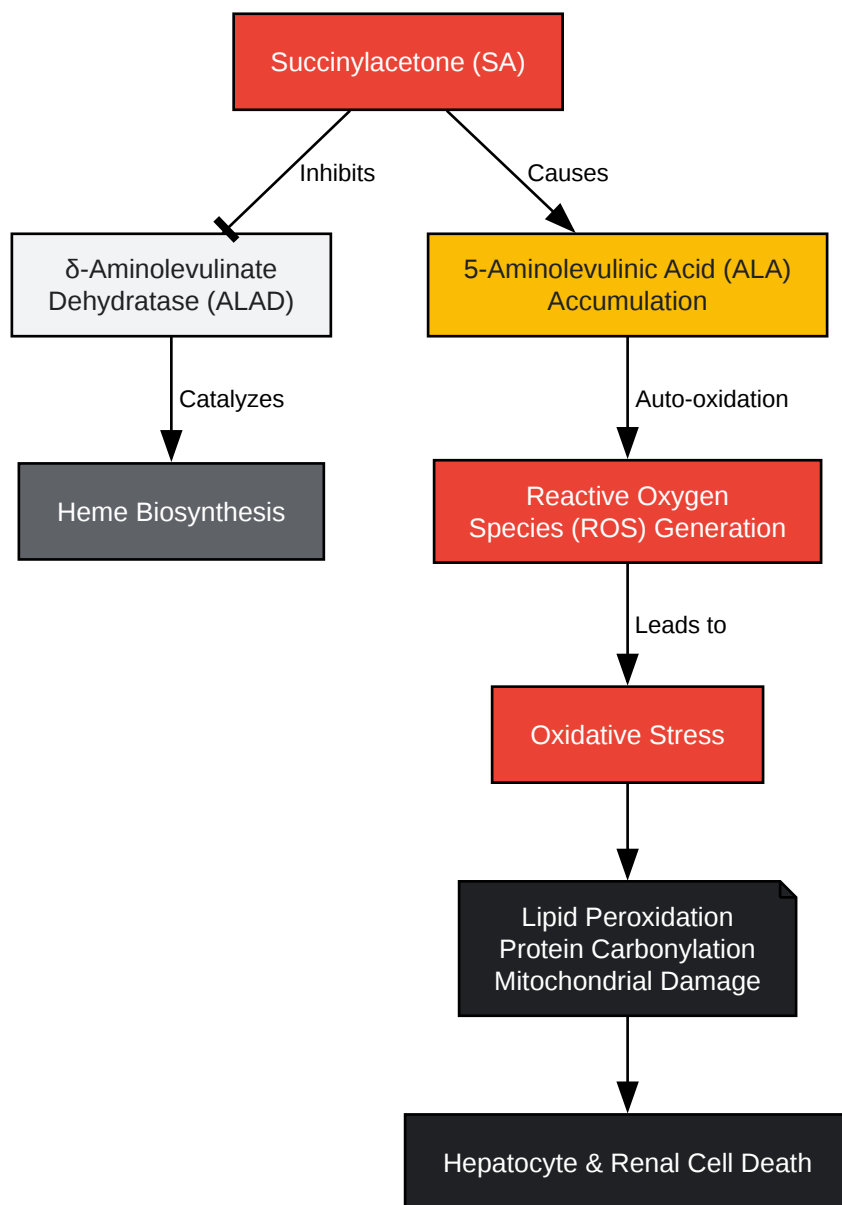 Succinylacetone (SA)
Inhibits
Causes
δ-Aminolevulinate
Dehydratase (ALAD)
5-Aminolevulinic Acid (ALA)
Accumulation
Catalyzes
Auto-oxidation
Heme Biosynthesis
Reactive Oxygen
Species (ROS) Generation
Leads to
Oxidative Stress
Lipid Peroxidation
Protein Carbonylation
Mitochondrial Damage
Hepatocyte & Renal Cell Death